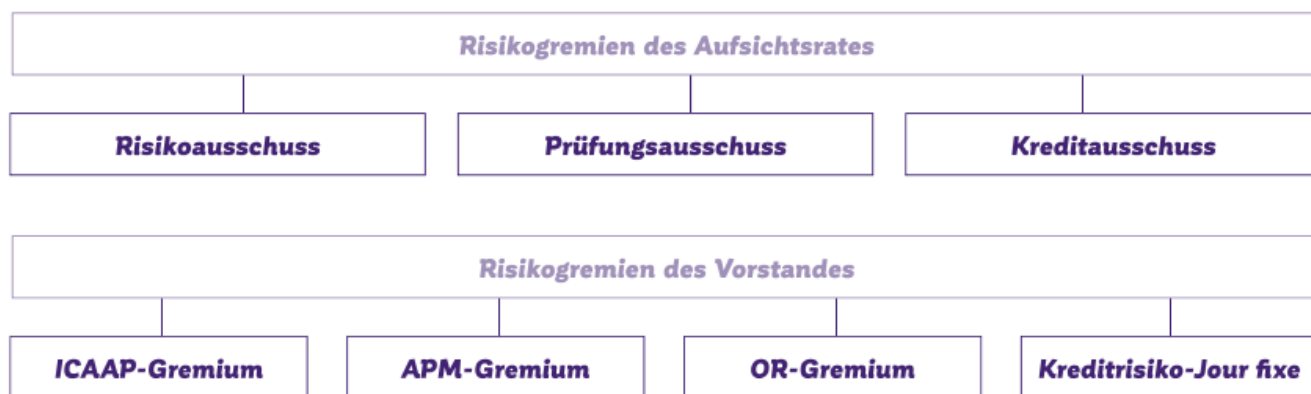 Risikogremien des Aufsichtsrates
Risikoausschuss
Prüfungsausschuss
Kreditausschuss
Risikogremien des Vorstandes
ICAAP-Gremium
APM-Gremium
OR-Gremium
Kreditrisiko-Jour fixe